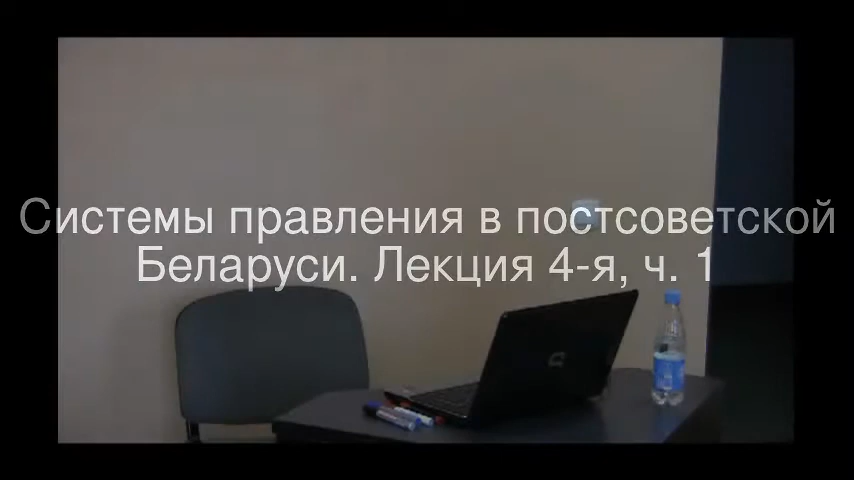 Системы правления в постсоветской
Беларуси. Лекция 4-я, ч. 1